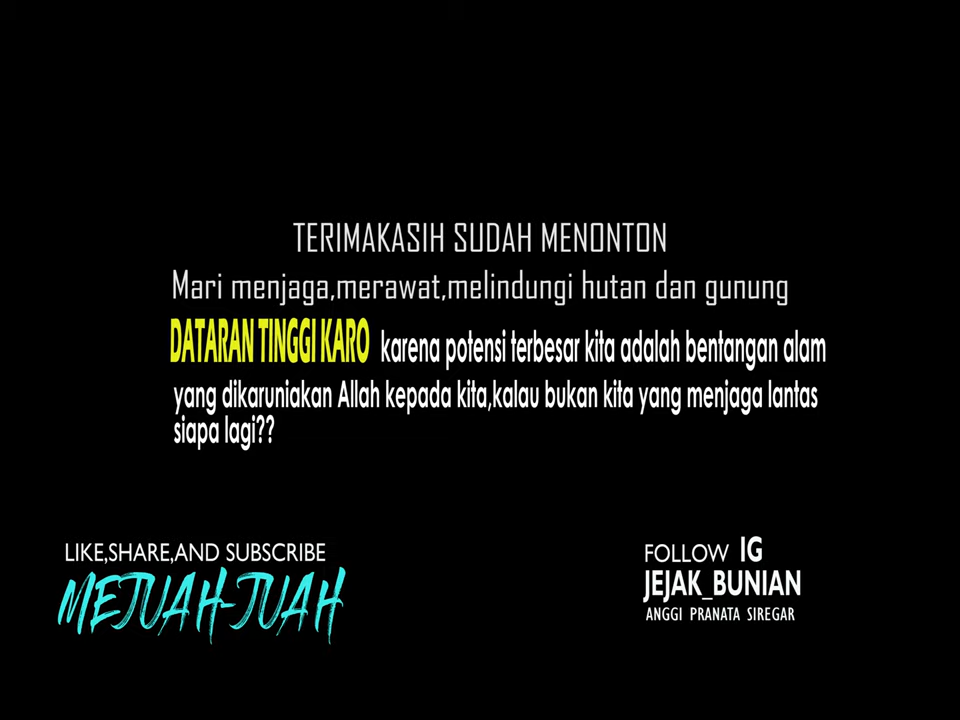 TERIMAKASIH SUDAH MENONTON
Mari menjaga,merawat,melindungi hutan dan gunung
DATARAN TINGGI KARO karena potensi terbesar kita adalah bentangan alam
yang dikaruniakan Allah kepada kita,kalau bukan kita yang menjaga lantas
siapa lagi??
LIKE,SHARE,AND SUBSCRIBE
MEJUAH-JUAH
FOLLOW IG
JEJAK_BUNIAN
ANGGI PRANATA SIREGAR